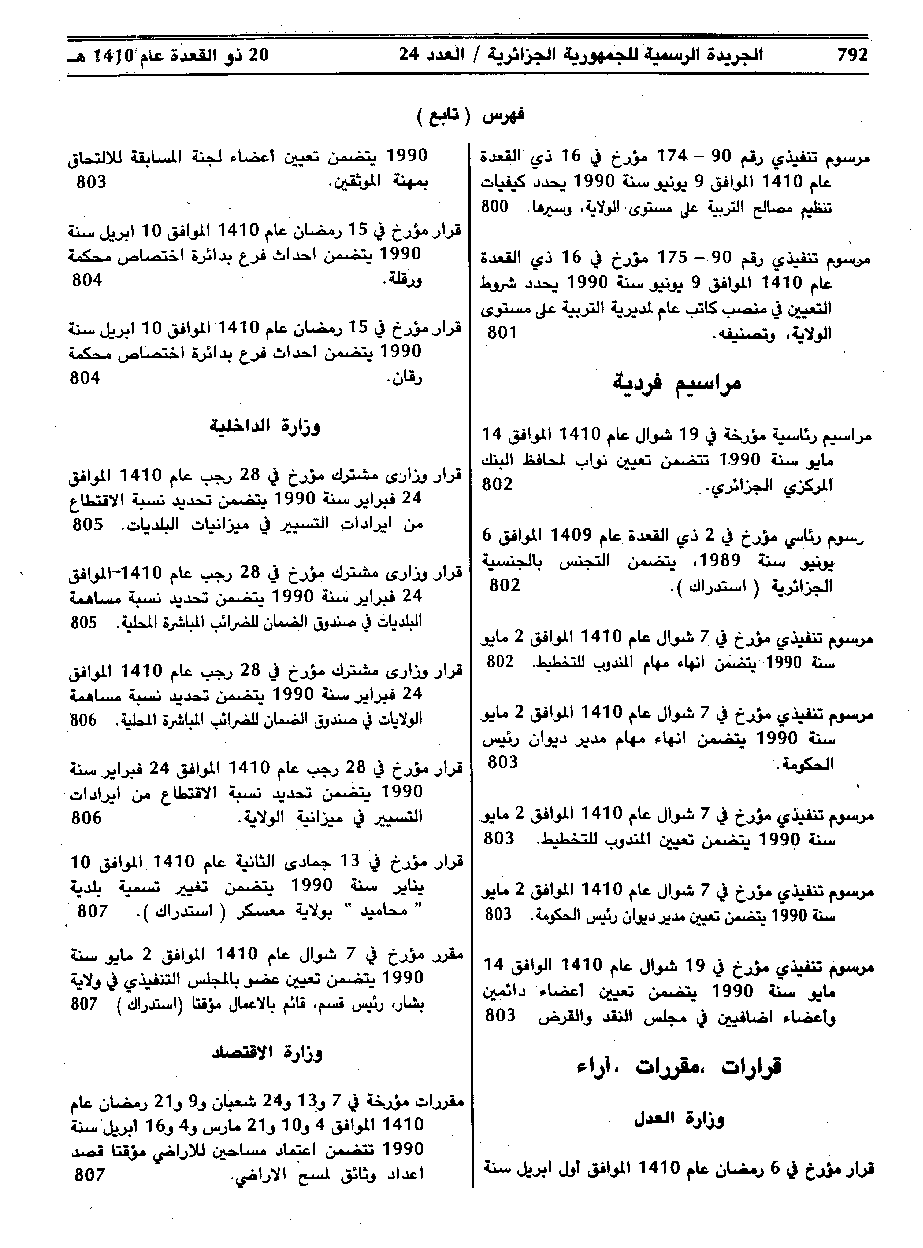 792 الجريدة الرسمية للجمهورية الجزائرية / العدد 24 20 ذو القعدة عام 1410 هـ
فهرس ( تابع )
مرسوم تنفيذي رقم 90 – 174 مؤرخ في 16 ذي القعدة
عام 1410 الموافق 9 يونيو سنة 1990 يحدد كيفيات
تنظيم مصالح التربية على مستوى الولاية، وسيرها. 800
مرسوم تنفيذي رقم 90 – 175 مؤرخ في 16 ذي القعدة
عام 1410 الموافق 9 يونيو سنة 1990 يحدد شروط
التعيين في منصب كاتب عام لمديرية التربية على مستوى
الولاية، وتصنيفه. 801
مراسيم فردية
مراسيم رئاسية مؤرخة في 19 شوال عام 1410 الموافق 14
مايو سنة 1990 تتضمن تعيين نواب لمحافظ البنك
المركزي الجزائري. 802
رسوم رئاسي مؤرخ في 2 ذي القعدة عام 1409 الموافق 6
يونيو سنة 1989، يتضمن التجنس بالجنسية
الجزائرية ( استدراك ). 802
مرسوم تنفيذي مؤرخ في 7 شوال عام 1410 الموافق 2 مايو
سنة 1990 يتضمن انهاء مهام المندوب للتخطيط. 802
مرسوم تنفيذي مؤرخ في 7 شوال عام 1410 الموافق 2 مايو
سنة 1990 يتضمن انهاء مهام مدير ديوان رئيس
الحكومة. 803
مرسوم تنفيذي مؤرخ في 7 شوال عام 1410 الموافق 2 مايو
سنة 1990 يتضمن تعيين المندوب للتخطيط. 803
مرسوم تنفيذي مؤرخ في 7 شوال عام 1410 الموافق 2 مايو
سنة 1990 يتضمن تعيين مدير ديوان رئيس الحكومة. 803
مرسوم تنفيذي مؤرخ في 19 شوال عام 1410 الوافق 14
مايو سنة 1990 يتضمن تعيين أعضاء دائمين
وأعضاء اضافيين في مجلس النقد والقرض 803
قرارات ،مقررات ،آراء
وزارة العدل
قرار مؤرخ في 6 رمضان عام 1410 الموافق أول ابريل سنة
1990 يتضمن تعيين أعضاء لجنة المسابقة للالتحاق
بمهنة الموثقين. 803
قرار مؤرخ في 15 رمضان عام 1410 الموافق 10 ابريل سنة
1990 يتضمن احداث فرع بدائرة اختصاص محكمة
ورقلة. 804
قرار مؤرخ في 15 رمضان عام 1410 الموافق 10 ابريل سنة
1990 يتضمن احداث فرع بدائرة اختصاص محكمة
رقان. 804
وزارة الداخلية
قرار وزاري مشترك مؤرخ في 28 رجب عام 1410 الموافق
24 فبراير سنة 1990 يتضمن تحديد نسبة الاقتطاع
من ايرادات التسيير في ميزانيات البلديات. 805
قرار وزاري مشترك مؤرخ في 28 رجب عام 1410 الموافق
24 فبراير سنة 1990 يتضمن تحديد نسبة مساهمة
البلديات في صندوق الضمان للضرائب المباشرة المحلية. 805
قرار وزاري مشترك مؤرخ في 28 رجب عام 1410 الموافق
24 فبراير سنة 1990 يتضمن تحديد نسبة مساهمة
الولايات في صندوق الضمان للضرائب المباشرة المحلية. 806
قرار مؤرخ في 28 رجب عام 1410 الموافق 24 فبراير سنة
1990 يتضمن تحديد نسبة الاقتطاع من ايرادات
التسيير في ميزانية الولاية. 806
قرار مؤرخ في 13 جمادى الثانية عام 1410 الموافق 10
يناير سنة 1990 يتضمن تغيير تسمية بلدية
" محاميد " بولاية معسكر ( استدراك ). 807
مقرر مؤرخ في 7 شوال عام 1410 الموافق 2 مايو سنة
1990 يتضمن تعيين عضو بالمجلس التنفيذي في ولاية
بشار، رئيس قسم، قائم بالاعمال مؤقتا (استدراك ) 807
وزارة الاقتصاد
مقررات مؤرخة في 7 و13 و24 شعبان و9 و21 رمضان عام
1410 الموافق 4 و10 و21 مارس و4 و16 ابريل سنة
1990 تتضمن اعتماد مساحين للاراضي مؤقتا قصد
اعداد وثائق لمسح الاراضي. 807